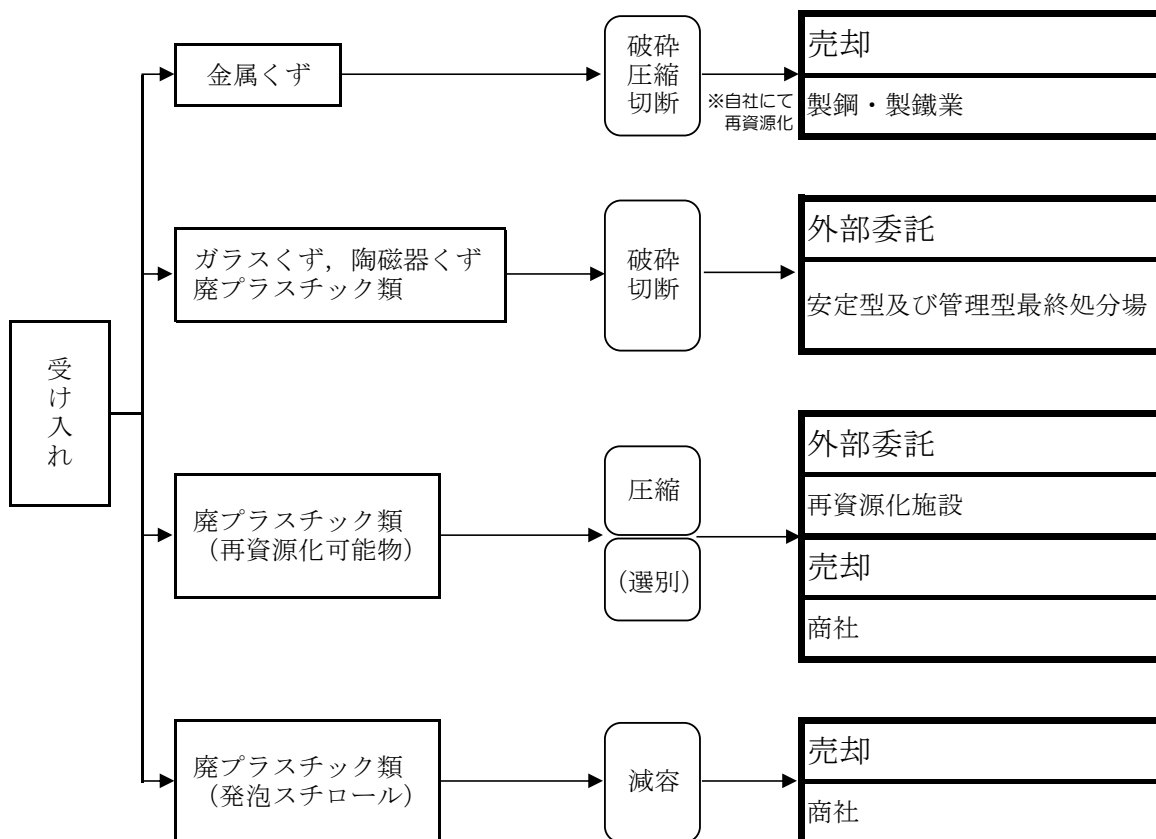 受け入れ
金属くず
破砕
圧縮
切断
※自社にて
再資源化
売却
製鋼・製鐵業
ガラスくず，陶磁器くず
廃プラスチック類
破砕
切断
外部委託
安定型及び管理型最終処分場
廃プラスチック類
（再資源化可能物）
圧縮
（選別）
外部委託
再資源化施設
売却
商社
廃プラスチック類
（発泡スチロール）
減容
売却
商社